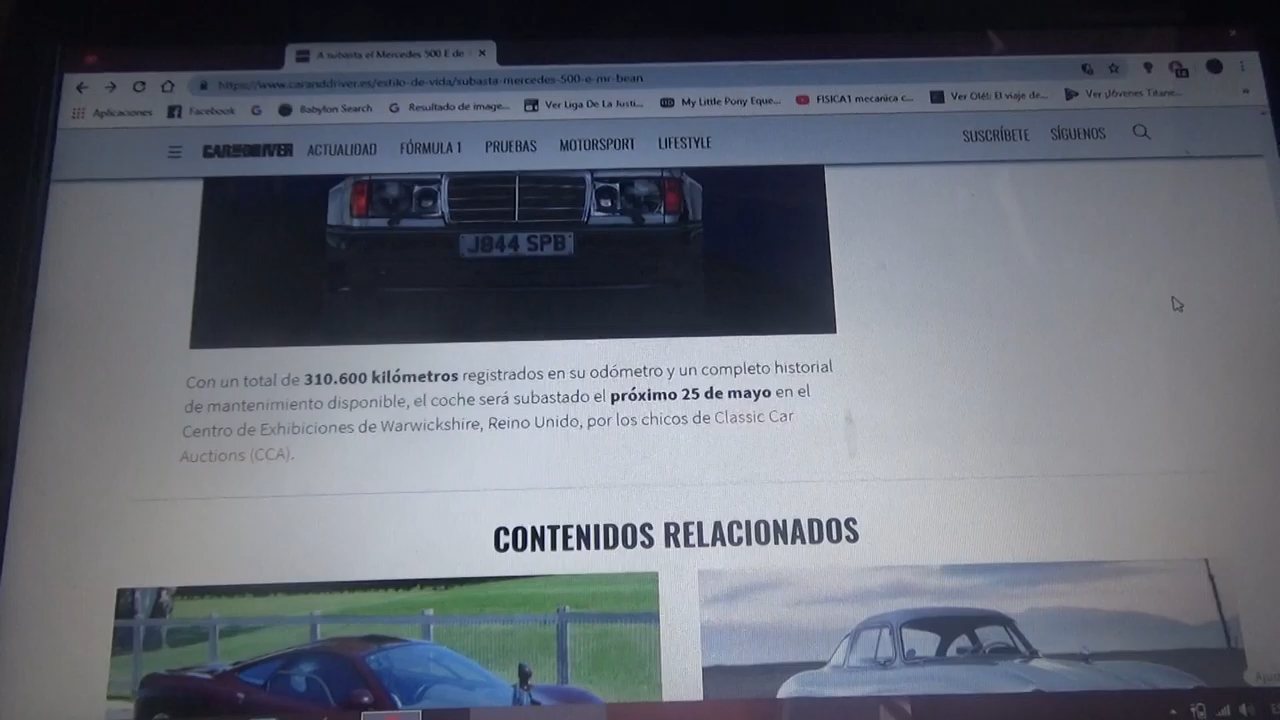 A subasta el Mercedes 500 E de
https://www.caranddriver.es/estilo-de-vida/subasta-mercedes-500-e-mr-bean
Aplicaciones Facebook G Babylon Search Resultado de image... Ver Liga De La Justi... My Little Pony Eque... FISICA1 mecanica c... Ver Olé!: El viaje de... Ver Jóvenes Titane...
CAR AND DRIVER ACTUALIDAD FÓRMULA 1 PRUEBAS MOTORSPORT LIFESTYLE SUSCRÍBETE SÍGUENOS
J844 SPB
Con un total de 310.600 kilómetros registrados en su odómetro y un completo historial
de mantenimiento disponible, el coche será subastado el próximo 25 de mayo en el
Centro de Exhibiciones de Warwickshire, Reino Unido, por los chicos de Classic Car
Auctions (CCA).
CONTENIDOS RELACIONADOS